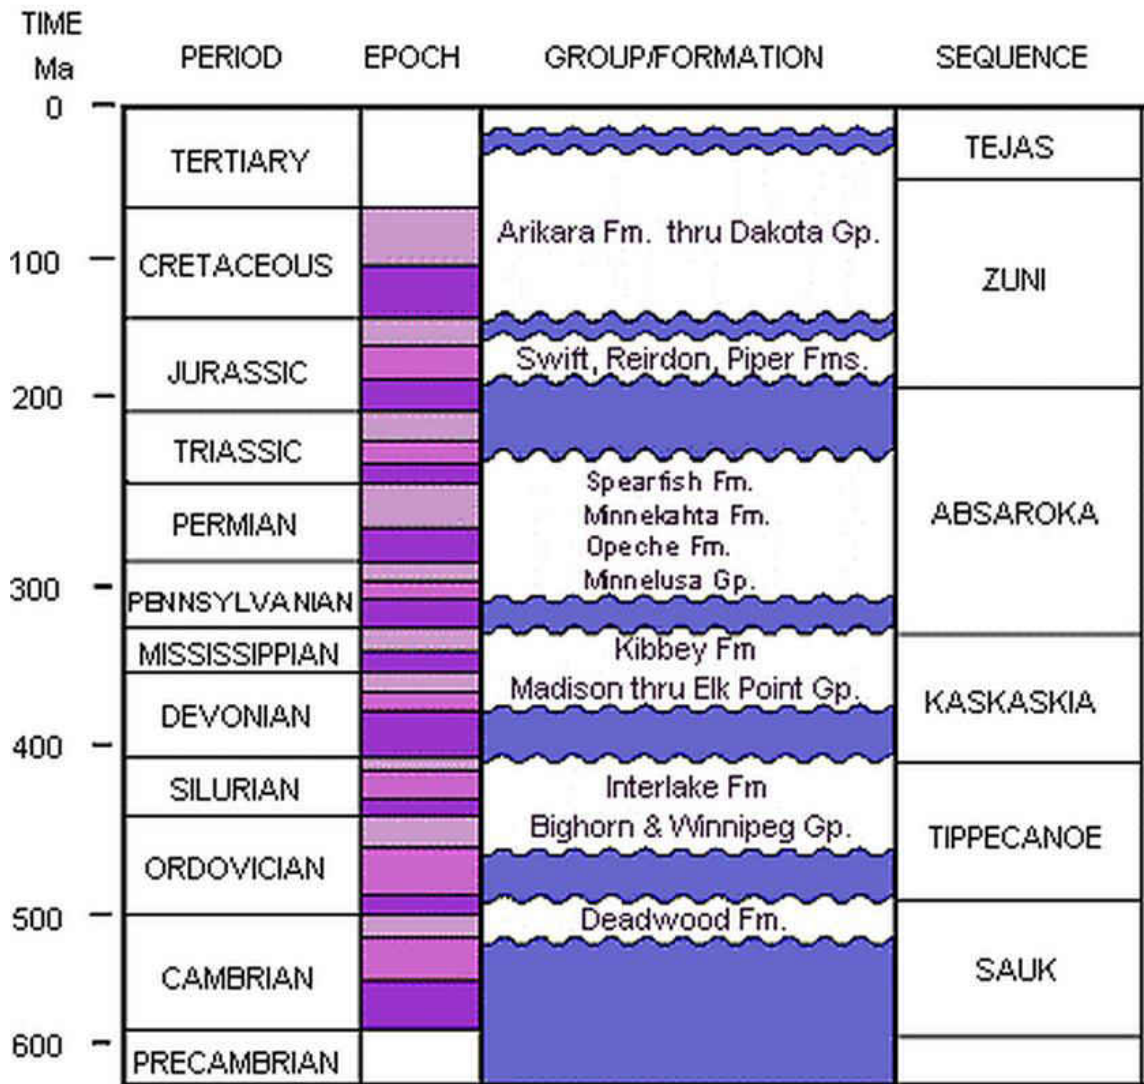 TIME
Ma
PERIOD
EPOCH
GROUP/FORMATION
SEQUENCE
0
100
200
300
400
500
600
TERTIARY
CRETACEOUS
JURASSIC
TRIASSIC
PERMIAN
PENNSYLVANIAN
MISSISSIPPIAN
DEVONIAN
SILURIAN
ORDOVICIAN
CAMBRIAN
PRECAMBRIAN
Arikara Fm. thru Dakota Gp.
Swift, Reirdon, Piper Fms.
Spearfish Fm.
Minnekahta Fm.
Opeche Fm.
Minnelusa Gp.
Kibbey Fm
Madison thru Elk Point Gp.
Interlake Fm
Bighorn & Winnipeg Gp.
Deadwood Fm.
TEJAS
ZUNI
ABSAROKA
KASKASKIA
TIPPECANOE
SAUK